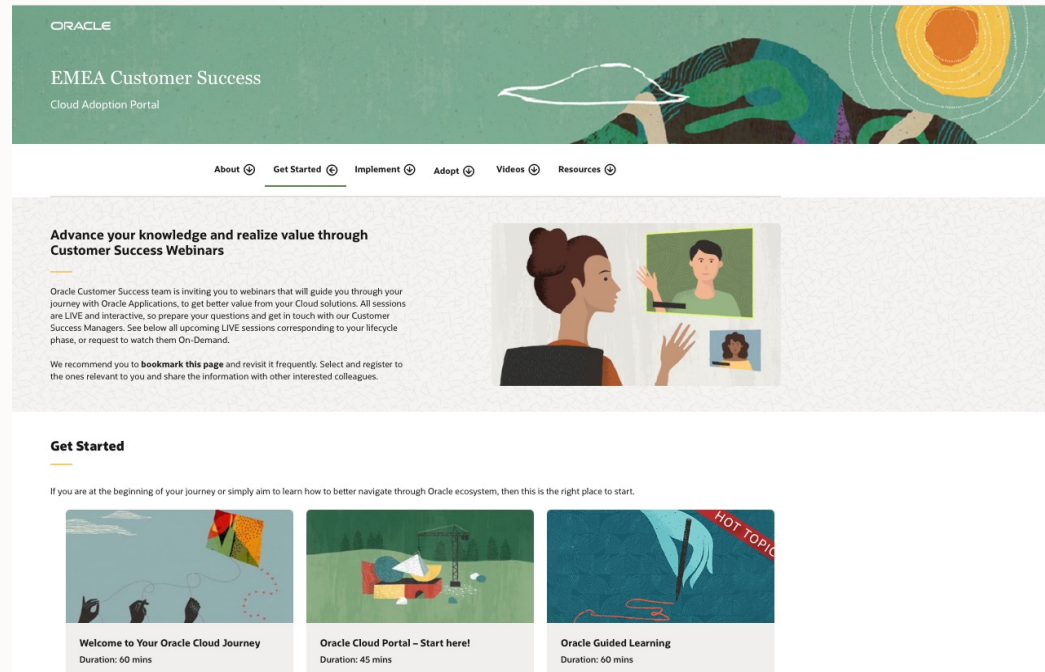 ORACLE
EMEA Customer Success
Cloud Adoption Portal
About Get Started Implement Adopt Videos Resources
Advance your knowledge and realize value through
Customer Success Webinars
Oracle Customer Success team is inviting you to webinars that will guide you through your
journey with Oracle Applications, to get better value from your Cloud solutions. All sessions
are LIVE and interactive, so prepare your questions and get in touch with our Customer
Success Managers. See below all upcoming LIVE sessions corresponding to your lifecycle
phase, or request to watch them On-Demand.
We recommend you to bookmark this page and revisit it frequently. Select and register to
the ones relevant to you and share the information with other interested colleagues.
Get Started
If you are at the beginning of your journey or simply aim to learn how to better navigate through Oracle ecosystem, then this is the right place to start.
HOT TOPIC
Welcome to Your Oracle Cloud Journey
Duration: 60 mins
Oracle Cloud Portal – Start here!
Duration: 45 mins
Oracle Guided Learning
Duration: 60 mins